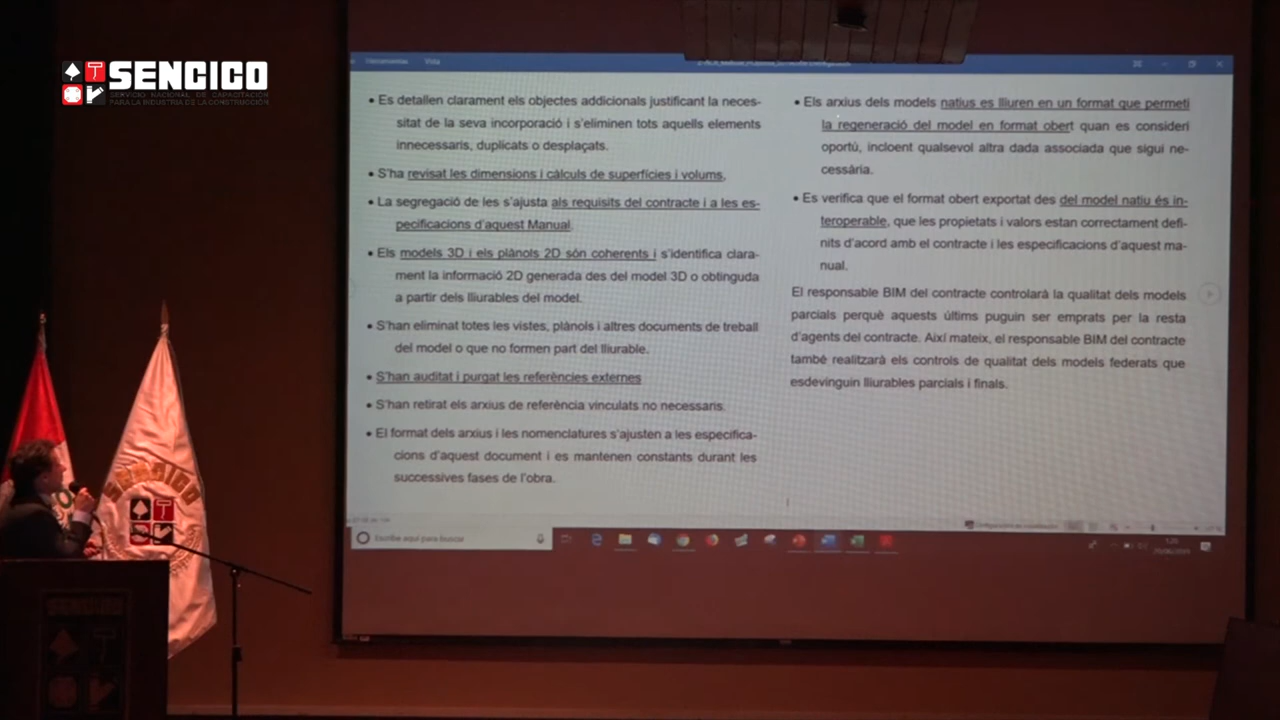 SENCICO
SERVICIO NACIONAL DE CAPACITACIÓN
PARA LA INDUSTRIA DE LA CONSTRUCCIÓN
Herramientas Vista
• Es detallen clarament els objectes addicionals justificant la neces-
sitat de la seva incorporació i s'eliminen tots aquells elements
innecessaris, duplicats o desplaçats.
• S'ha revisat les dimensions i càlculs de superfícies i volums.
• La segregació de les s'ajusta als requisits del contracte i a les es-
pecificacions d'aquest Manual.
• Els models 3D i els plànols 2D són coherents i s'identifica clara-
ment la informació 2D generada des del model 3D o obtinguda
a partir dels lliurables del model.
• S'han eliminat totes les vistes, plànols i altres documents de treball
del model o que no formen part del lliurable.
• S'han auditat i purgat les referències externes
• S'han retirat els arxius de referència vinculats no necessaris.
• El format dels arxius i les nomenclatures s'ajusten a les especifica-
cions d'aquest document i es mantenen constants durant les
successives fases de l'obra.
• Els arxius dels models natius es lliuren en un format que permeti
la regeneració del model en format obert quan es consideri
oportú, incloent qualsevol altra dada associada que sigui ne-
cessària.
• Es verifica que el format obert exportat des del model natiu és in-
teroperable, que les propietats i valors estan correctament defi-
nits d'acord amb el contracte i les especificacions d'aquest ma-
nual.
El responsable BIM del contracte controlarà la qualitat dels models
parcials perquè aquests últims puguin ser emprats per la resta
d'agents del contracte. Així mateix, el responsable BIM del contracte
també realitzarà els controls de qualitat dels models federats que
esdevinguin lliurables parcials i finals.
Escribe aquí para buscar
SENCICO